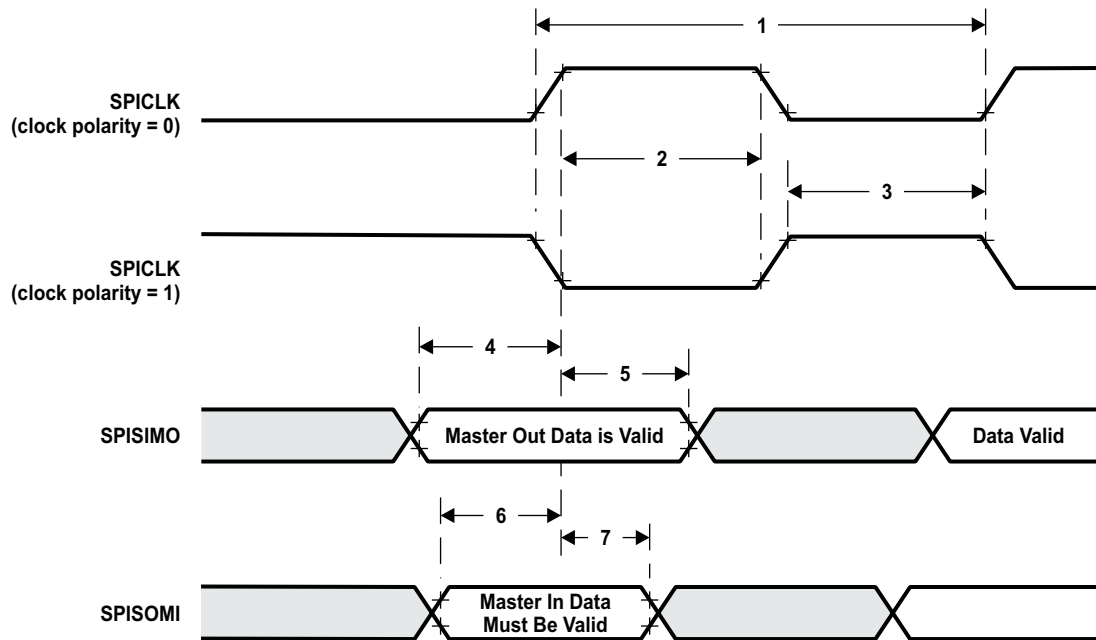 1
SPICLK
(clock polarity = 0)
2
3
SPICLK
(clock polarity = 1)
4
5
SPISIMO
Master Out Data is Valid
Data Valid
6
7
SPISOMI
Master In Data
Must Be Valid